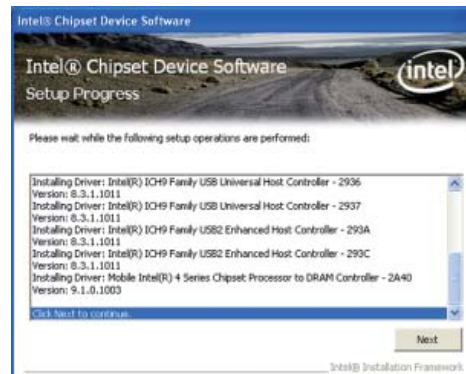 Intel® Chipset Device Software
Intel® Chipset Device Software
Setup Progress
intel
Please wait while the following setup operations are performed:
Installing Driver: Intel(R) ICH9 Family USB Universal Host Controller - 2936
Version: 8.3.1.1011
Installing Driver: Intel(R) ICH9 Family USB Universal Host Controller - 2937
Version: 8.3.1.1011
Installing Driver: Intel(R) ICH9 Family USB2 Enhanced Host Controller - 293A
Version: 8.3.1.1011
Installing Driver: Intel(R) ICH9 Family USB2 Enhanced Host Controller - 293C
Version: 8.3.1.1011
Installing Driver: Mobile Intel(R) 4 Series Chipset Processor to DRAM Controller - 2A40
Version: 9.1.0.1003
Click Next to continue.
Next
Intel® Installation Framework